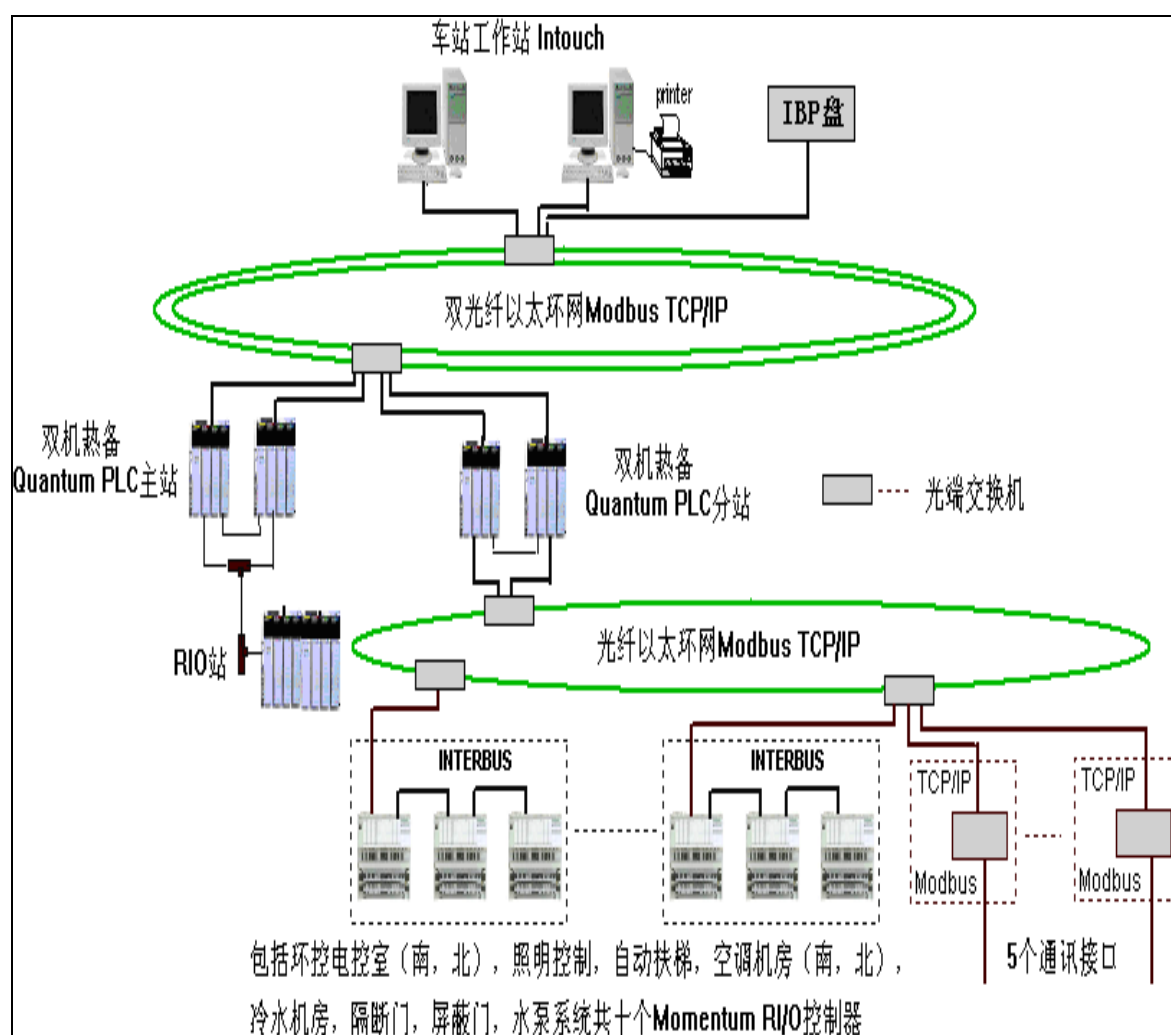 车站工作站 Intouch
printer
IBP盘
双光纤以太环网Modbus TCP/IP
双机热备
Quantum PLC主站
双机热备
Quantum PLC分站
光端交换机
RIO站
光纤以太环网Modbus TCP/IP
INTERBUS
INTERBUS
TCP/IP
TCP/IP
Modbus
Modbus
包括环控电控室（南，北），照明控制，自动扶梯，空调机房（南，北），
5个通讯接口
冷水机房，隔断门，屏蔽门，水泵系统共十个Momentum RI/O控制器